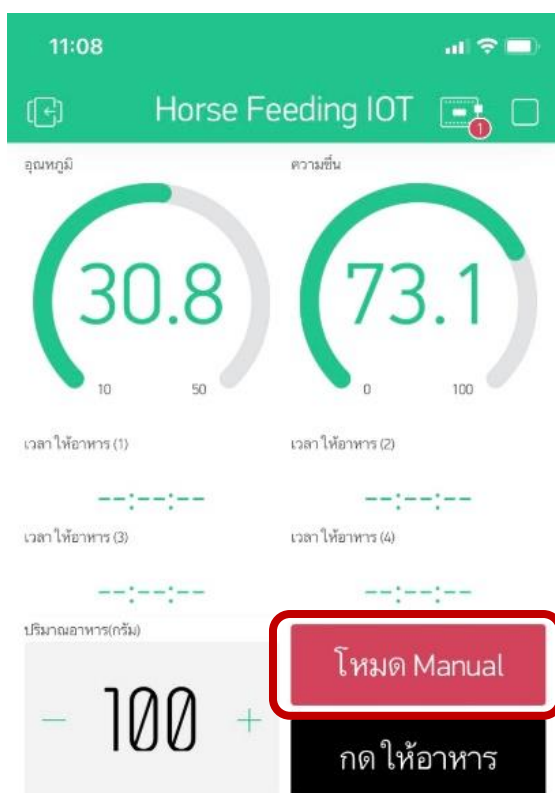 11:08
Horse Feeding IOT
1
อุณหภูมิ
ความชื้น
30.8
73.1
10 50
0 100
เวลา ให้อาหาร (1)
เวลา ให้อาหาร (2)
--:--:--
--:--:--
เวลา ให้อาหาร (3)
เวลา ให้อาหาร (4)
--:--:--
--:--:--
ปริมาณอาหาร(กรัม)
โหมด Manual
− 100 +
กด ให้อาหาร